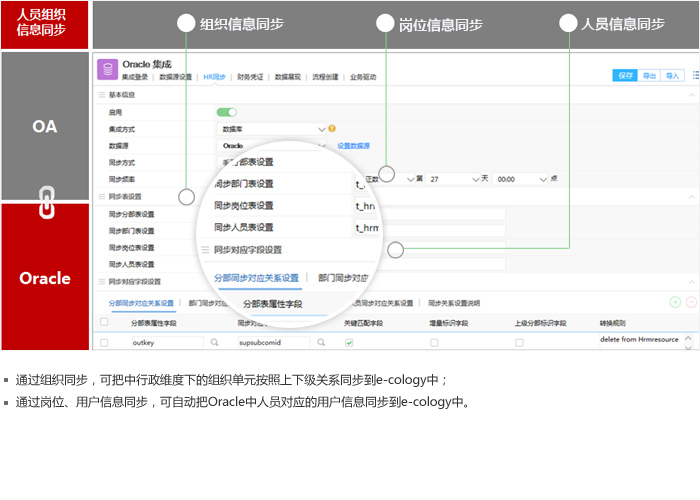 人员组织
信息同步
组织信息同步
岗位信息同步
人员信息同步
OA
Oracle
Oracle 集成
集成登录 | 数据源设置 | HR同步 | 财务凭证 | 数据展现 | 流程创建 | 业务驱动
保存 导出 导入
基本信息
启用
集成方式 数据库
数据源 Oracle 设置数据源
同步方式
同步频率 第 27 天 00:00 点
同步表设置
同步分部表设置
同步部门表设置
同步岗位表设置
同步人员表设置
同步对应字段设置
部表设置
同步部门表设置 t_
同步岗位表设置 t_hr
同步人员表设置 t_hrm
同步对应字段设置
分部同步对应关系设置 | 部门同步对应
分部表属性字段
分部同步对应关系设置 | 部门同步对应 人员同步对应关系设置 | 同步关系设置说明
分部表属性字段 同步对应字 关键匹配字段 增量标识字段 上级分部标识字段 转换规则
outkey supsubcomid delete from Hrmresource
通过组织同步，可把中行政维度下的组织单元按照上下级关系同步到e-cology中；
通过岗位、用户信息同步，可自动把Oracle中人员对应的用户信息同步到e-cology中。